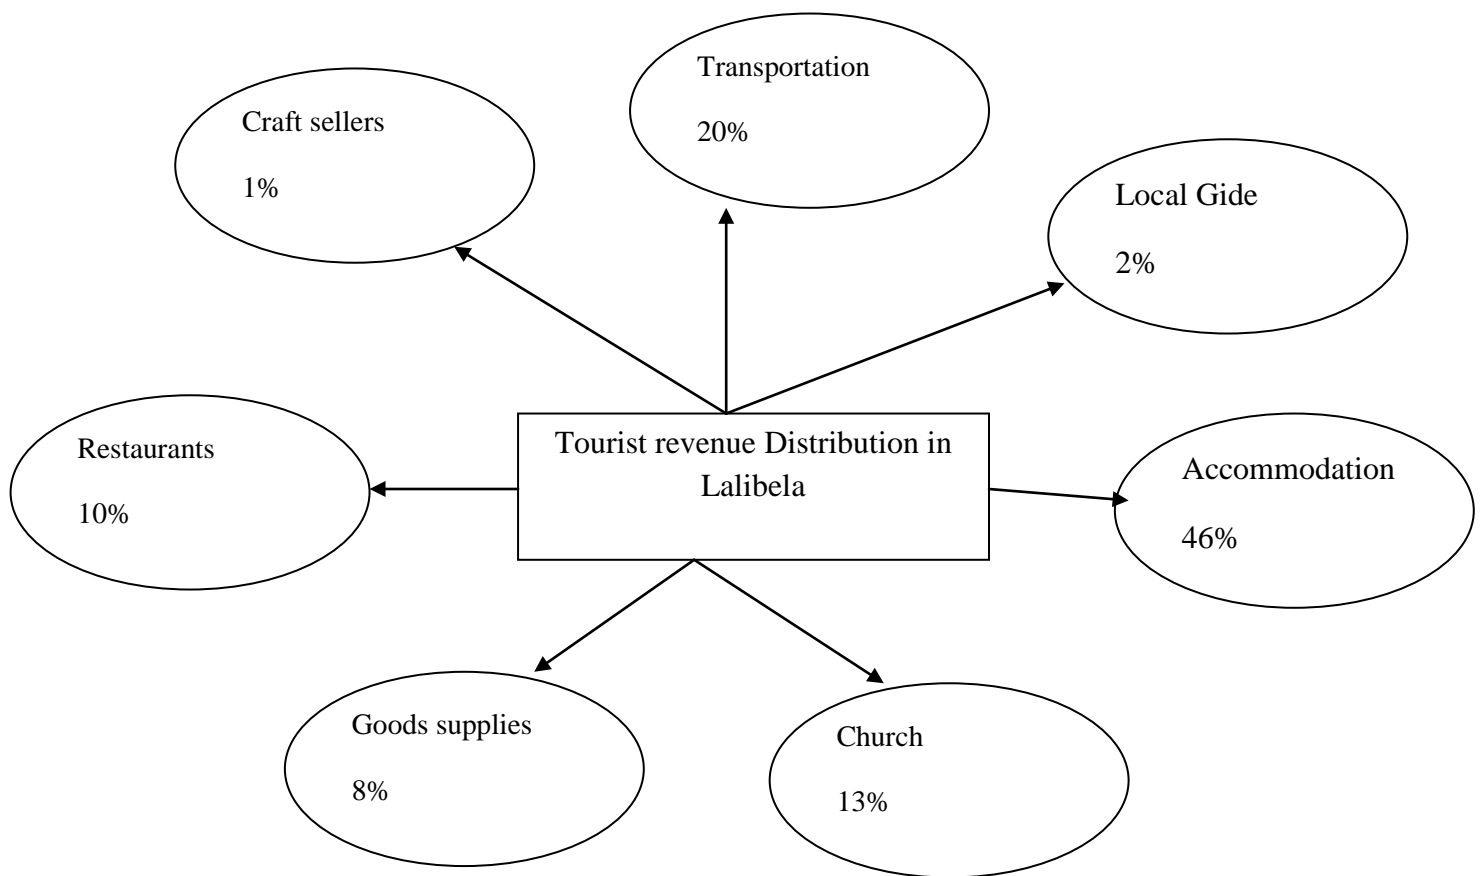 Transportation
20%
Craft sellers
1%
Local Gide
2%
Tourist revenue Distribution in
Lalibela
Restaurants
10%
Accommodation
46%
Goods supplies
8%
Church
13%